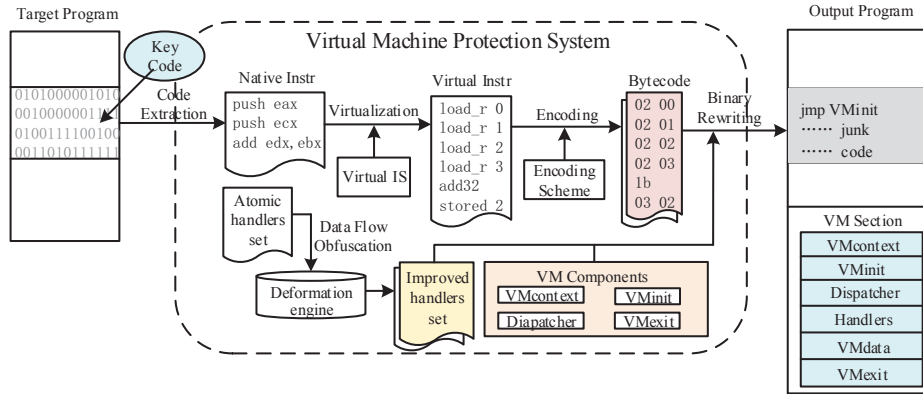 Target Program
Key
Code
0101000001010
0010000001111
0100111100100
0011010111111
Code
Extraction
Virtual Machine Protection System
Native Instr
push eax
push ecx
add edx,ebx
Virtualization
Virtual IS
Virtual Instr
load_r 0
load_r 1
load_r 2
load_r 3
add32
stored 2
Encoding
Encoding
Scheme
Bytecode
02 00
02 01
02 02
02 03
1b
03 02
Binary
Rewriting
Atomic
handlers
set
Data Flow
Obfuscation
Deformation
engine
Improved
handlers
set
VM Components
VMcontext
VMinit
Diapatcher
VMexit
Output Program
jmp VMinit
…… junk
…… code
VM Section
VMcontext
VMinit
Dispatcher
Handlers
VMdata
VMexit